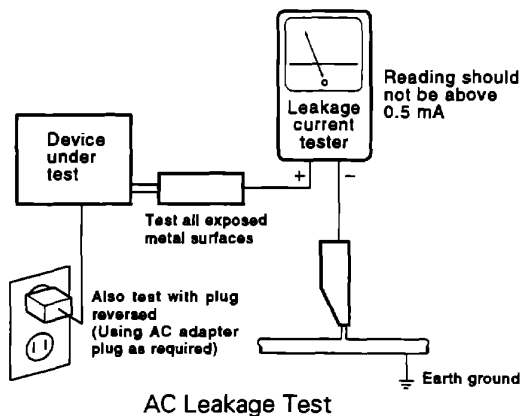 Reading should
not be above
0.5 mA
Leakage
current
tester
Device
under
test
+
−
Test all exposed
metal surfaces
Also test with plug
reversed
(Using AC adapter
plug as required)
Earth ground
AC Leakage Test